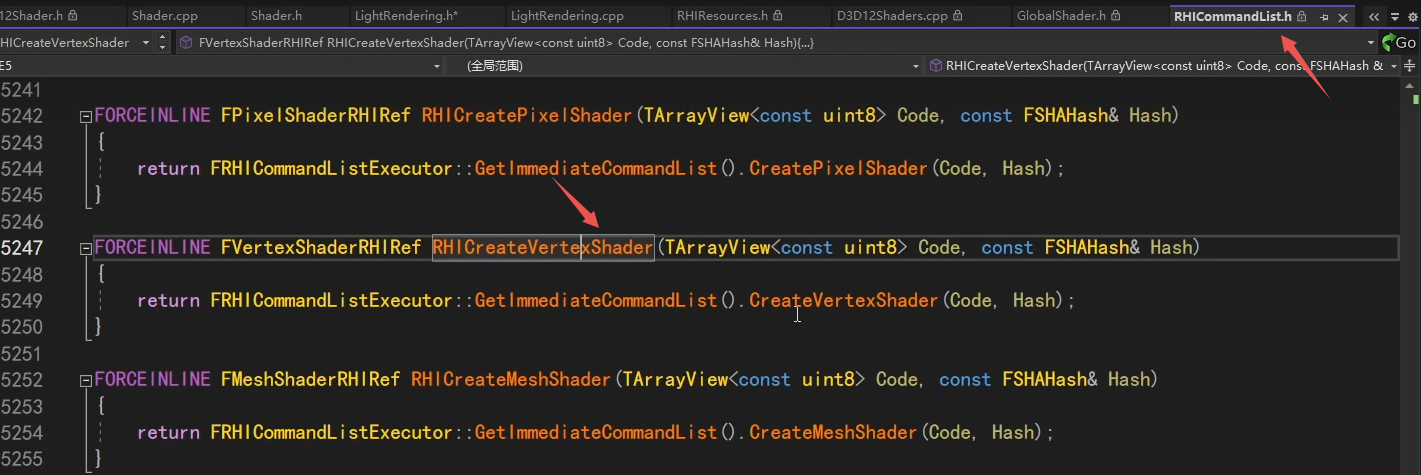 12Shader.h Shader.cpp Shader.h LightRendering.h* LightRendering.cpp RHIResources.h D3D12Shaders.cpp GlobalShader.h RHICommandList.h
HICreateVertexShader FVertexShaderRHIRef RHICreateVertexShader(TArrayView<const uint8> Code, const FSHAHash& Hash){...} Go
E5 (全局范围) RHICreateVertexShader(TArrayView<const uint8> Code, const FSHAHash &
5241
5242 FORCEINLINE FPixelShaderRHIRef RHICreatePixelShader(TArrayView<const uint8> Code, const FSHAHash& Hash)
5243 {
5244 return FRHICommandListExecutor::GetImmediateCommandList().CreatePixelShader(Code, Hash);
5245 }
5246
5247 FORCEINLINE FVertexShaderRHIRef RHICreateVertexShader(TArrayView<const uint8> Code, const FSHAHash& Hash)
5248 {
5249 return FRHICommandListExecutor::GetImmediateCommandList().CreateVertexShader(Code, Hash);
5250 }
5251
5252 FORCEINLINE FMeshShaderRHIRef RHICreateMeshShader(TArrayView<const uint8> Code, const FSHAHash& Hash)
5253 {
5254 return FRHICommandListExecutor::GetImmediateCommandList().CreateMeshShader(Code, Hash);
5255 }